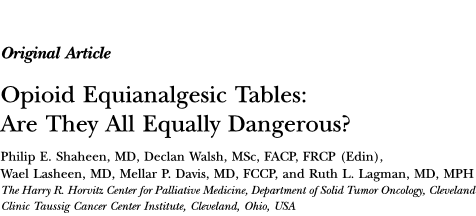 Original Article
Opioid Equianalgesic Tables:
Are They All Equally Dangerous?
Philip E. Shaheen, MD, Declan Walsh, MSc, FACP, FRCP (Edin),
Wael Lasheen, MD, Mellar P. Davis, MD, FCCP, and Ruth L. Lagman, MD, MPH
The Harry R. Horvitz Center for Palliative Medicine, Department of Solid Tumor Oncology, Cleveland
Clinic Taussig Cancer Center Institute, Cleveland, Ohio, USA